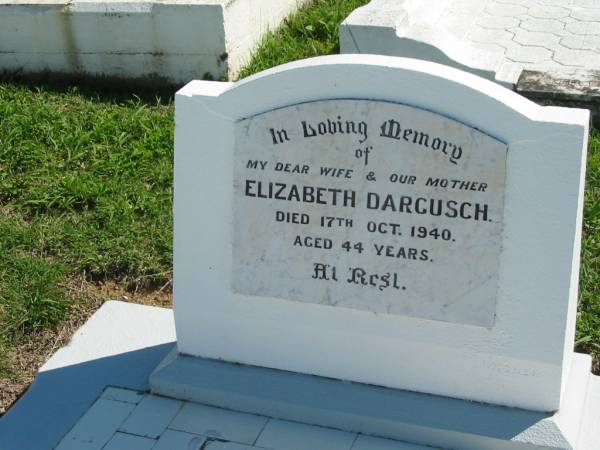 In Loving Memory
of
MY DEAR WIFE & OUR MOTHER
ELIZABETH DARGUSCH.
DIED 17TH OCT. 1940.
AGED 44 YEARS.
At Rest.